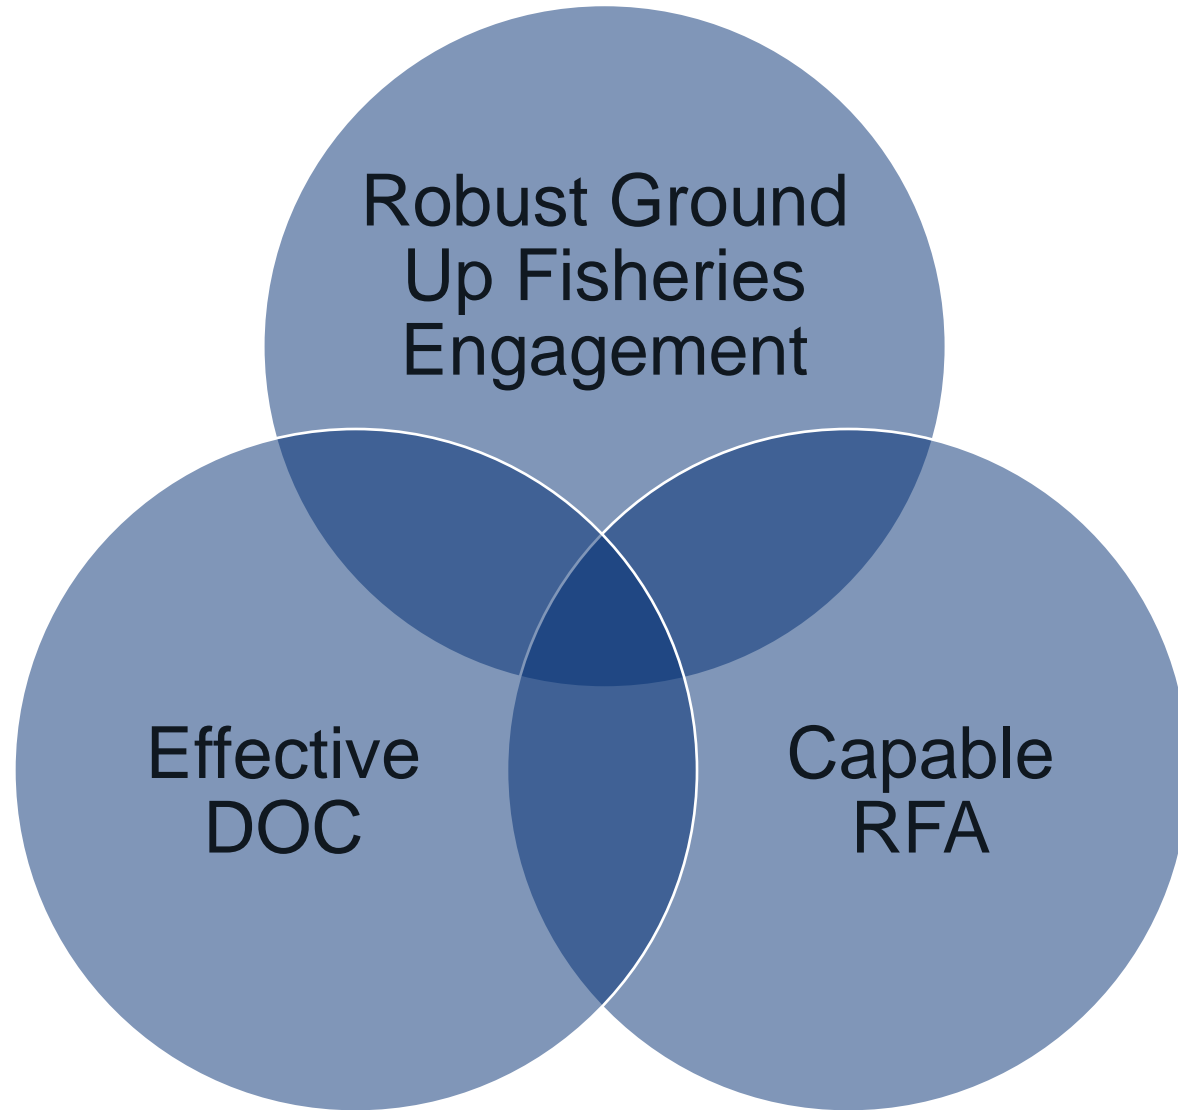 Robust Ground
Up Fisheries
Engagement
Effective
DOC
Capable
RFA